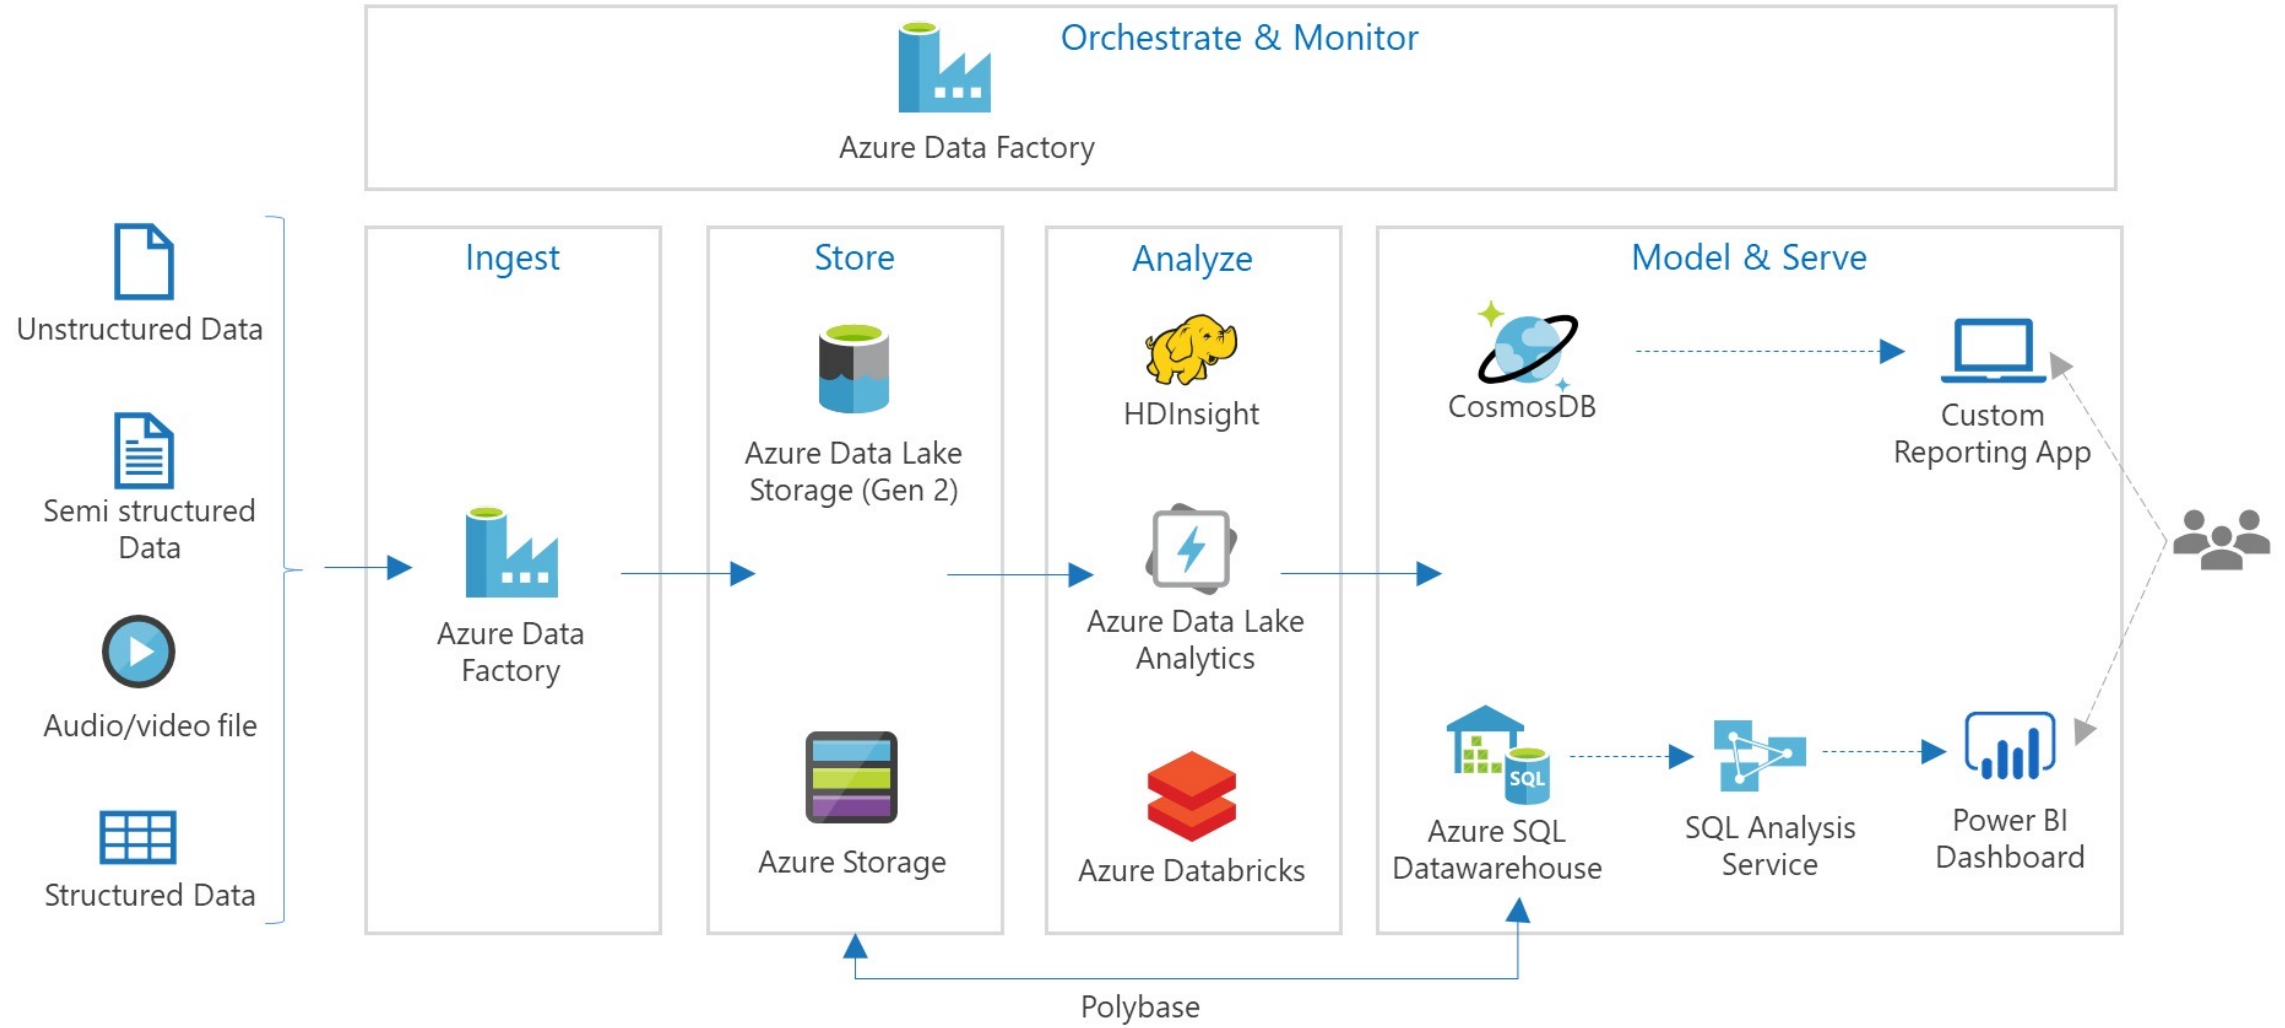 Orchestrate & Monitor
Azure Data Factory
Unstructured Data
Semi structured
Data
Audio/video file
Structured Data
Ingest
Azure Data
Factory
Store
Azure Data Lake
Storage (Gen 2)
Azure Storage
Analyze
HDInsight
Azure Data Lake
Analytics
Azure Databricks
Model & Serve
CosmosDB
Custom
Reporting App
SQL
Azure SQL
Datawarehouse
SQL Analysis
Service
Power BI
Dashboard
Polybase